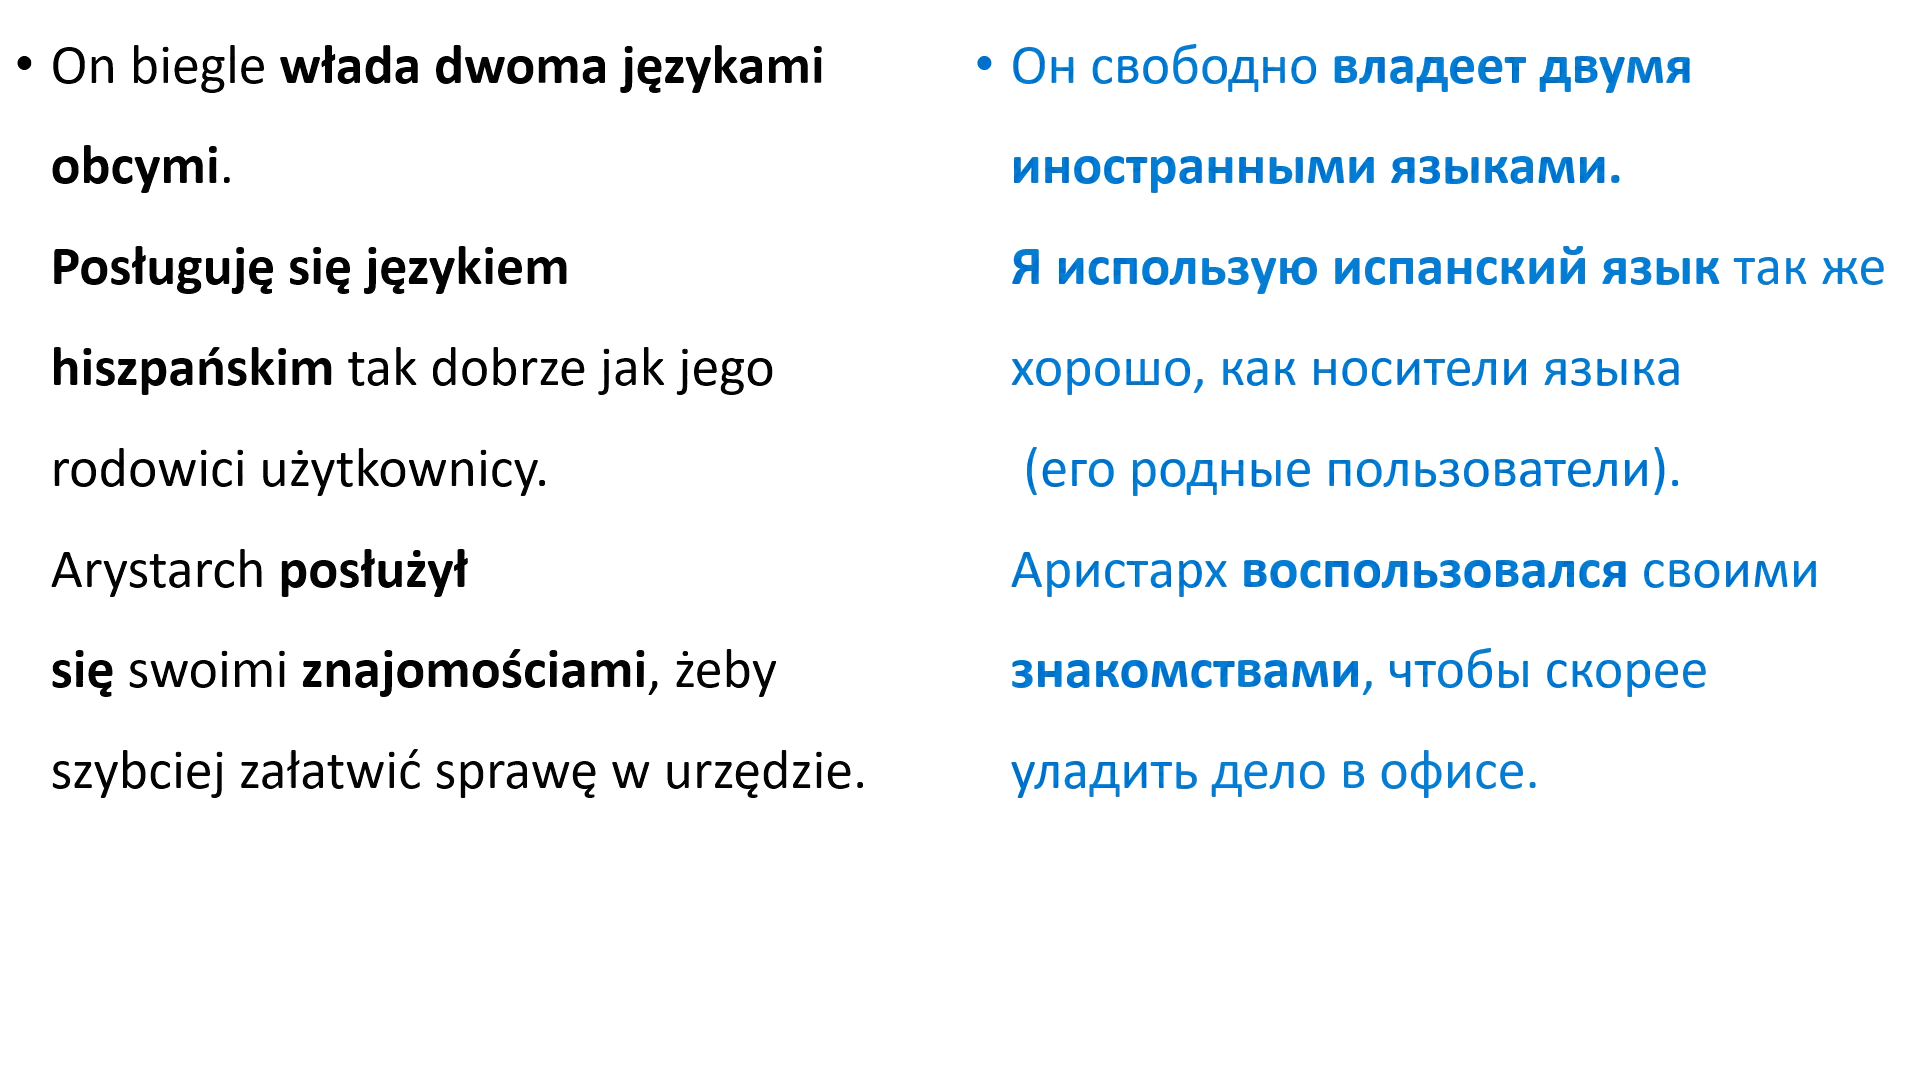 • On biegle włada dwoma językami
obcymi.
Posługuję się językiem
hiszpańskim tak dobrze jak jego
rodowici użytkownicy.
Arystarch posłużył
się swoimi znajomościami, żeby
szybciej załatwić sprawę w urzędzie.
• Он свободно владеет двумя
иностранными языками.
Я использую испанский язык так же
хорошо, как носители языка
(его родные пользователи).
Аристарх воспользовался своими
знакомствами, чтобы скорее
уладить дело в офисе.